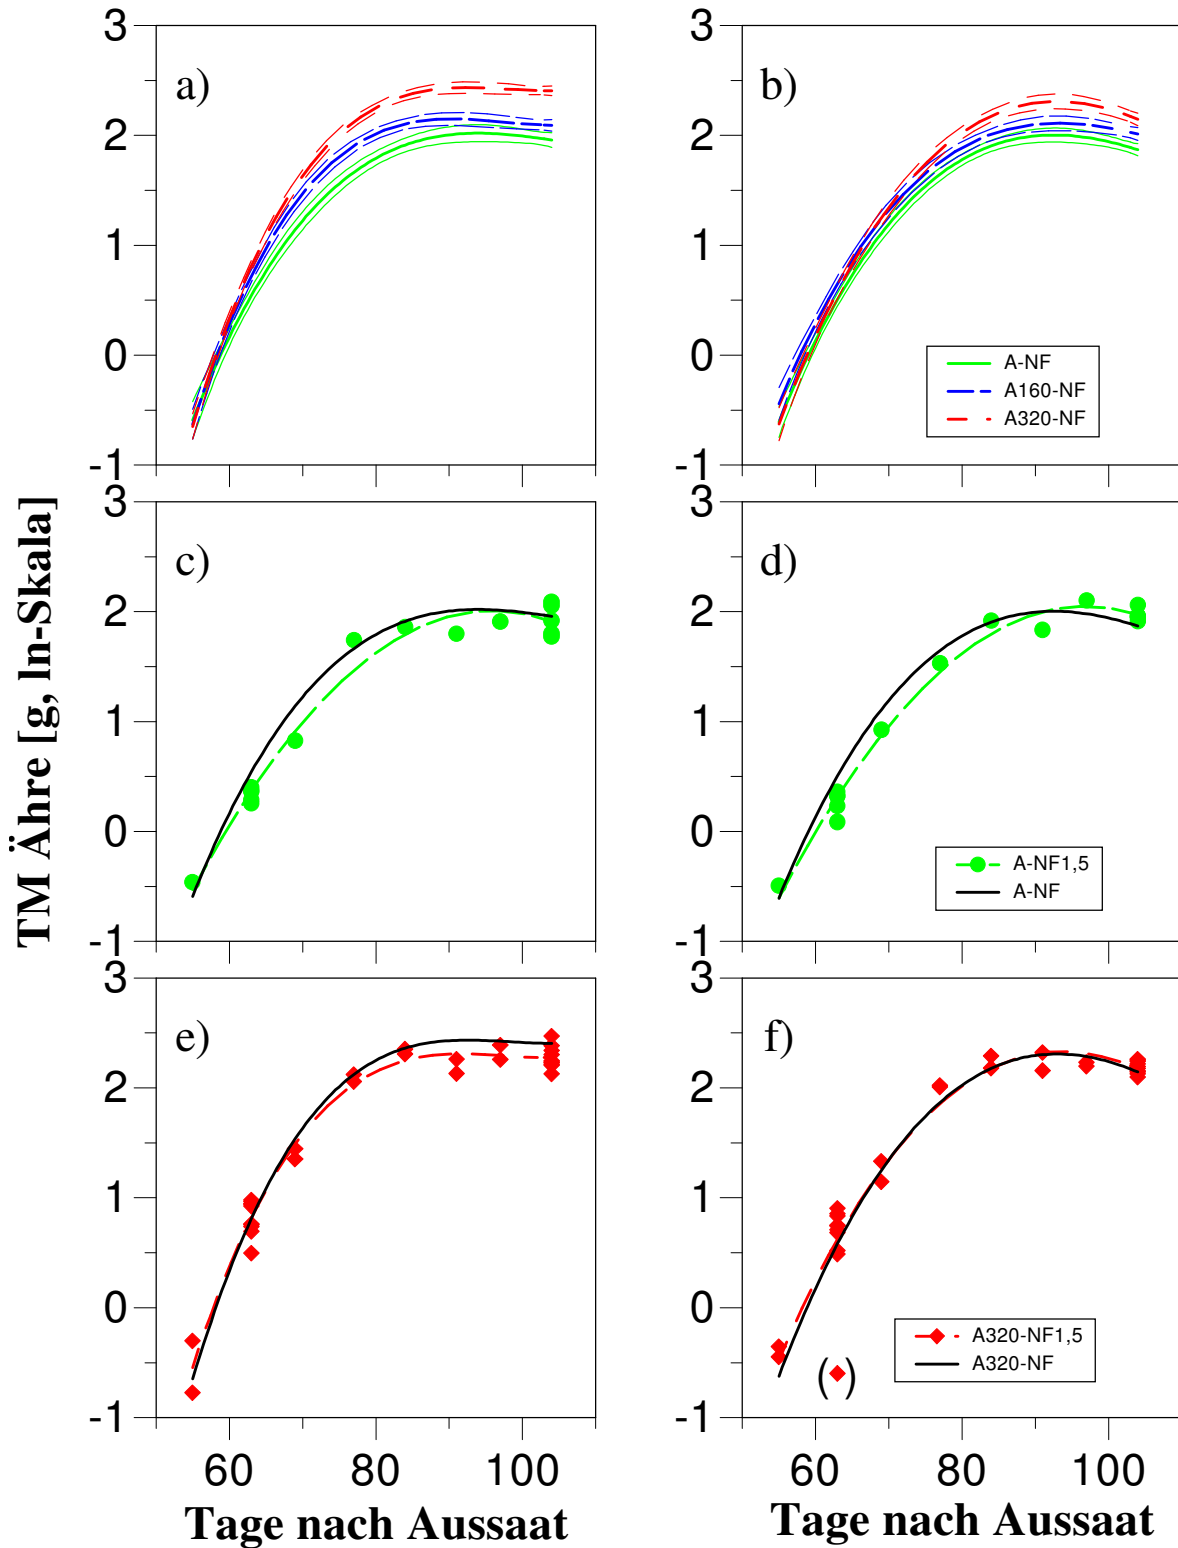 3
2
1
0
-1
a)
3
2
1
0
-1
b)
A-NF
A160-NF
A320-NF
TM Ähre [g, ln-Skala]
3
2
1
0
-1
c)
3
2
1
0
-1
d)
A-NF1,5
A-NF
3
2
1
0
-1
e)
60 80 100
Tage nach Aussaat
3
2
1
0
-1
f)
( )
A320-NF1,5
A320-NF
60 80 100
Tage nach Aussaat